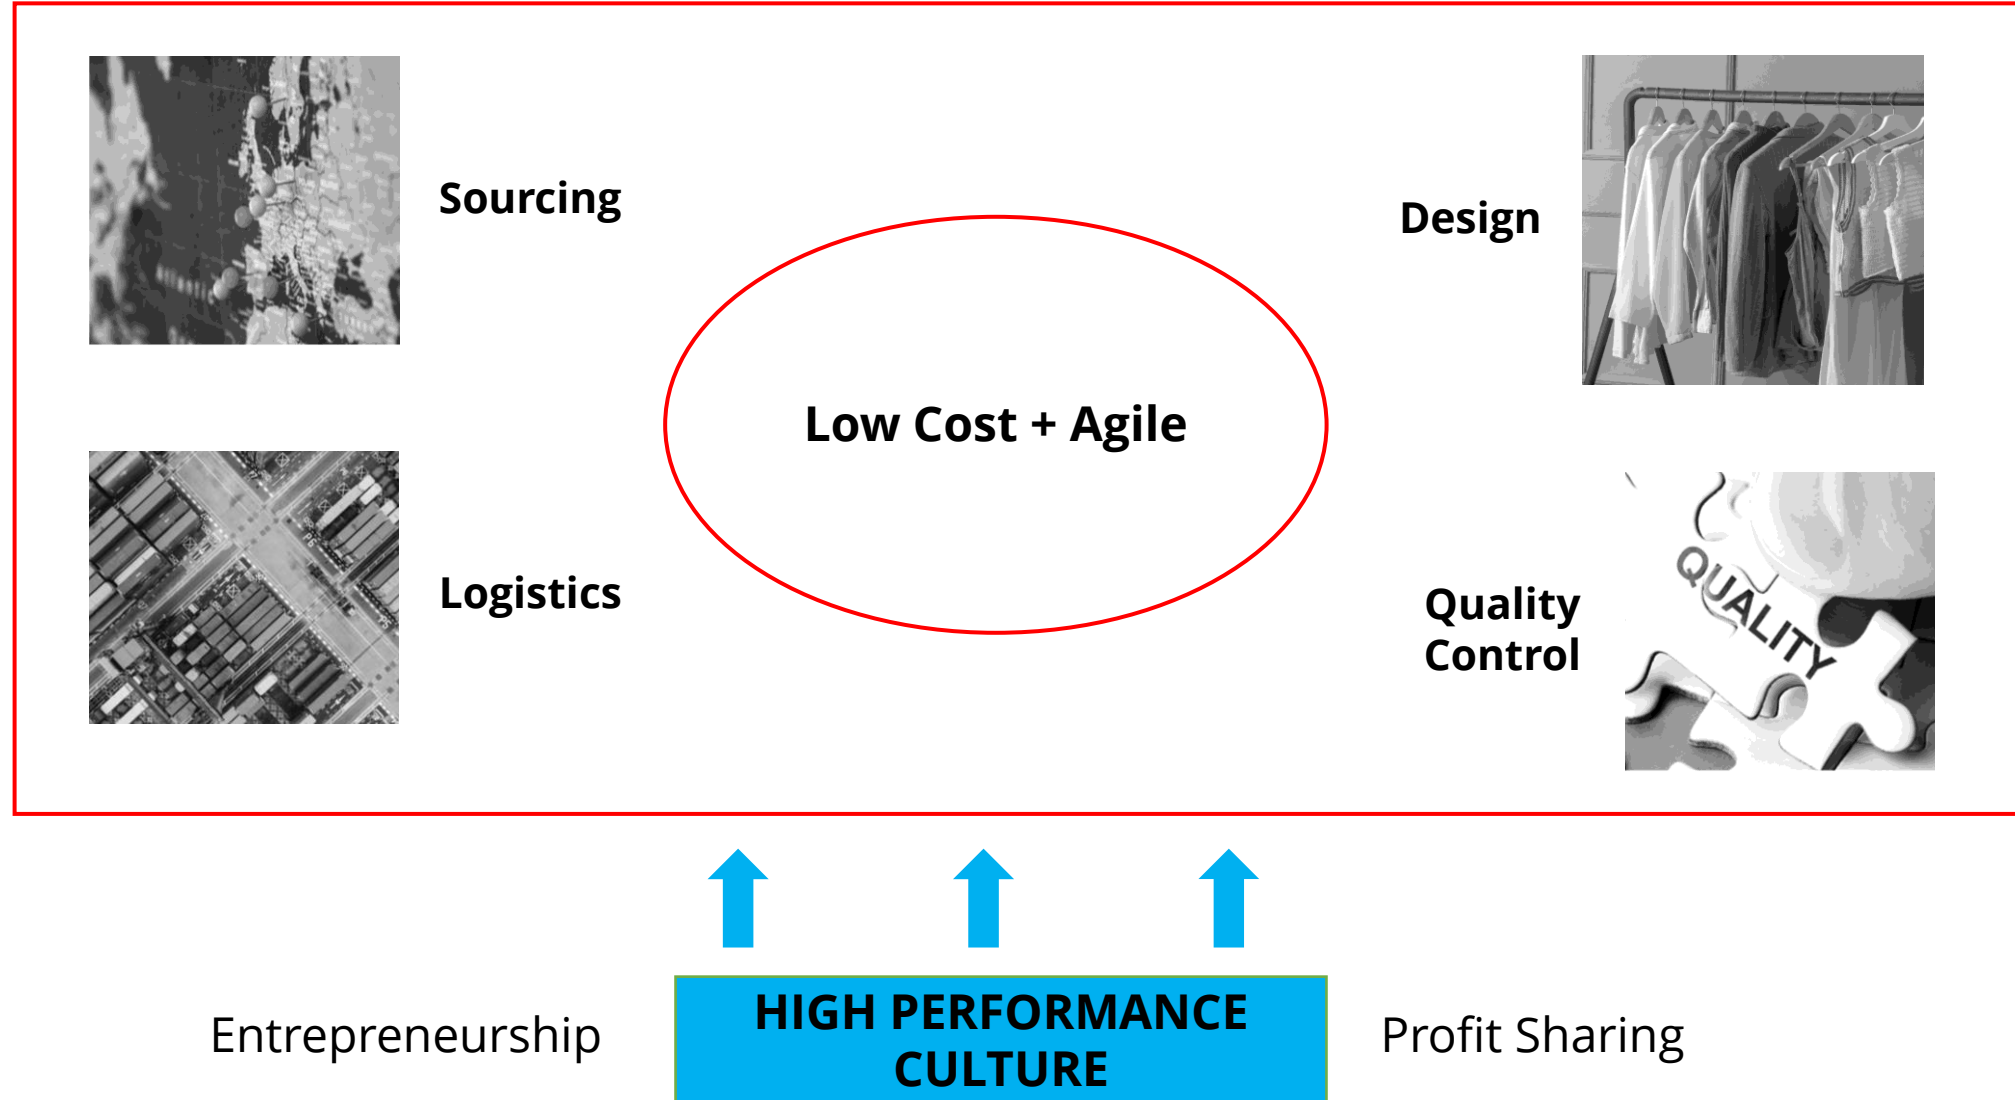 Sourcing
Design
Low Cost + Agile
Logistics
Quality
Control
QUALITY
Entrepreneurship
HIGH PERFORMANCE
CULTURE
Profit Sharing